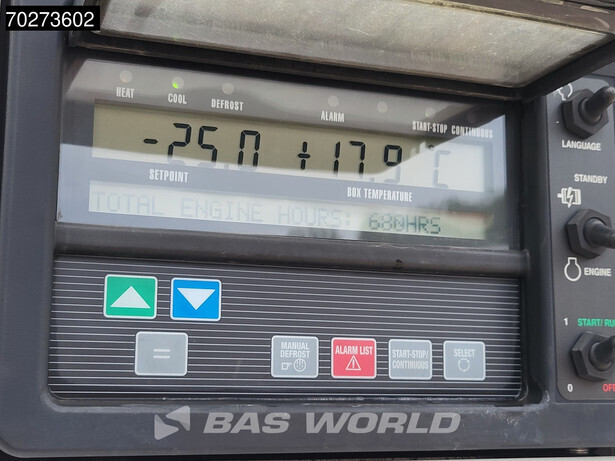 70273602
HEAT COOL DEFROST ALARM START-STOP CONTINUOUS
-25.0 +17.9 °C
SETPOINT BOX TEMPERATURE
TOTAL ENGINE HOURS: 680HRS
LANGUAGE
STANDBY
ENGINE
1 START/RU
0 OFF
=
MANUAL
DEFROST
ALARM LIST
START-STOP/
CONTINUOUS
SELECT
BAS WORLD